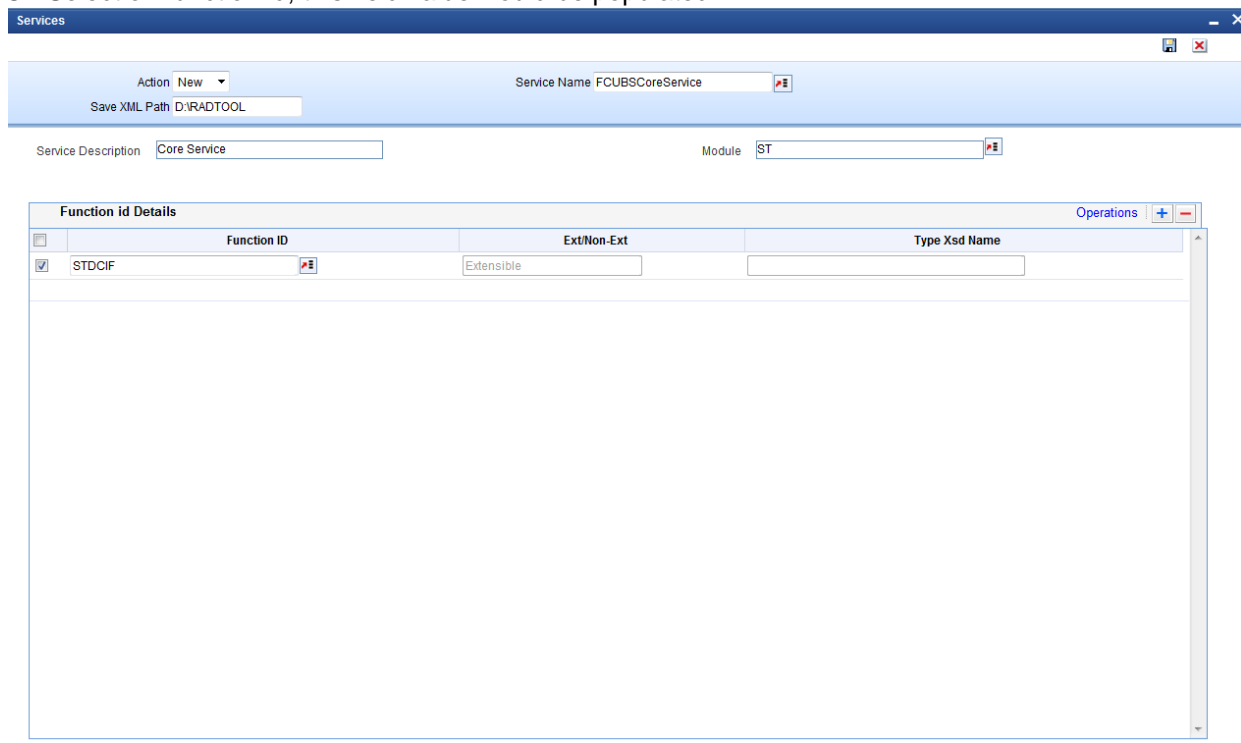 Services
Action New
Service Name FCUBSCoreService
Save XML Path D:\RADTOOL
Service Description Core Service
Module ST
Function id Details Operations
Function ID Ext/Non-Ext Type Xsd Name
STDCIF Extensible